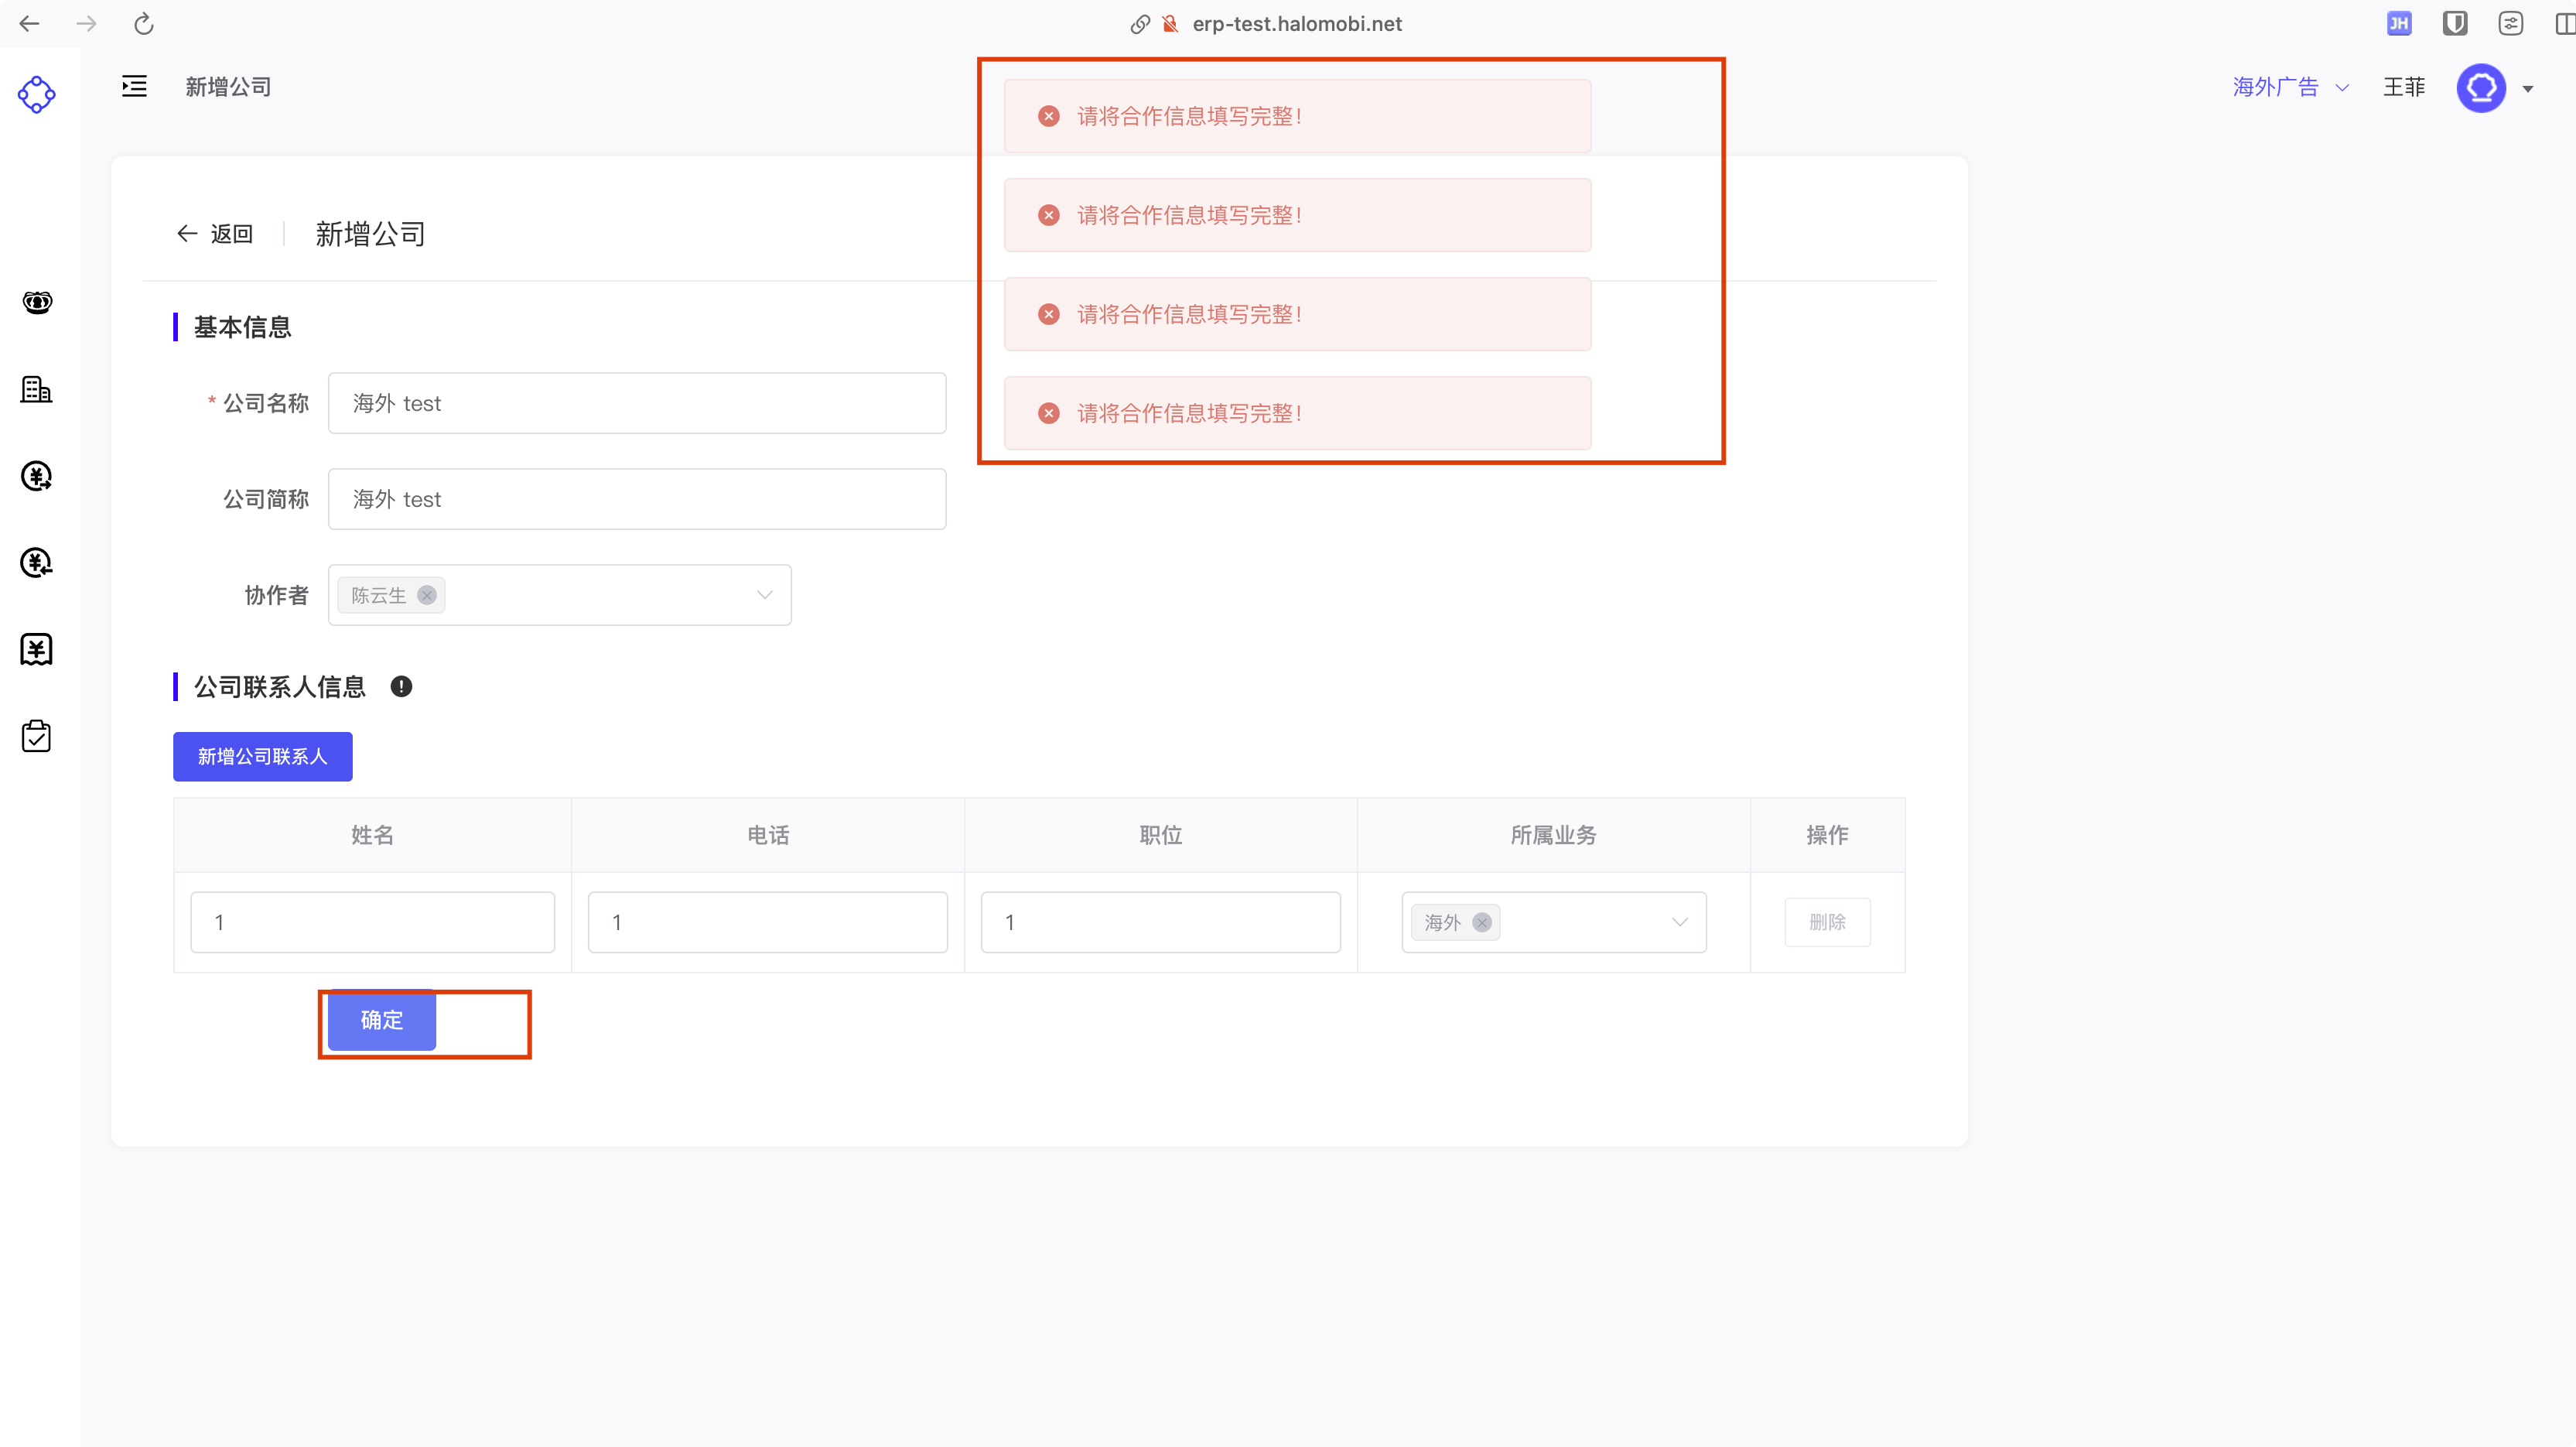 erp-test.halomobi.net
JH
新增公司
海外广告
王菲
请将合作信息填写完整!
请将合作信息填写完整!
请将合作信息填写完整!
请将合作信息填写完整!
返回
新增公司
基本信息
* 公司名称
海外 test
公司简称
海外 test
协作者
陈云生
公司联系人信息
新增公司联系人
姓名 电话 职位 所属业务 操作
1 1 1 海外 删除
确定